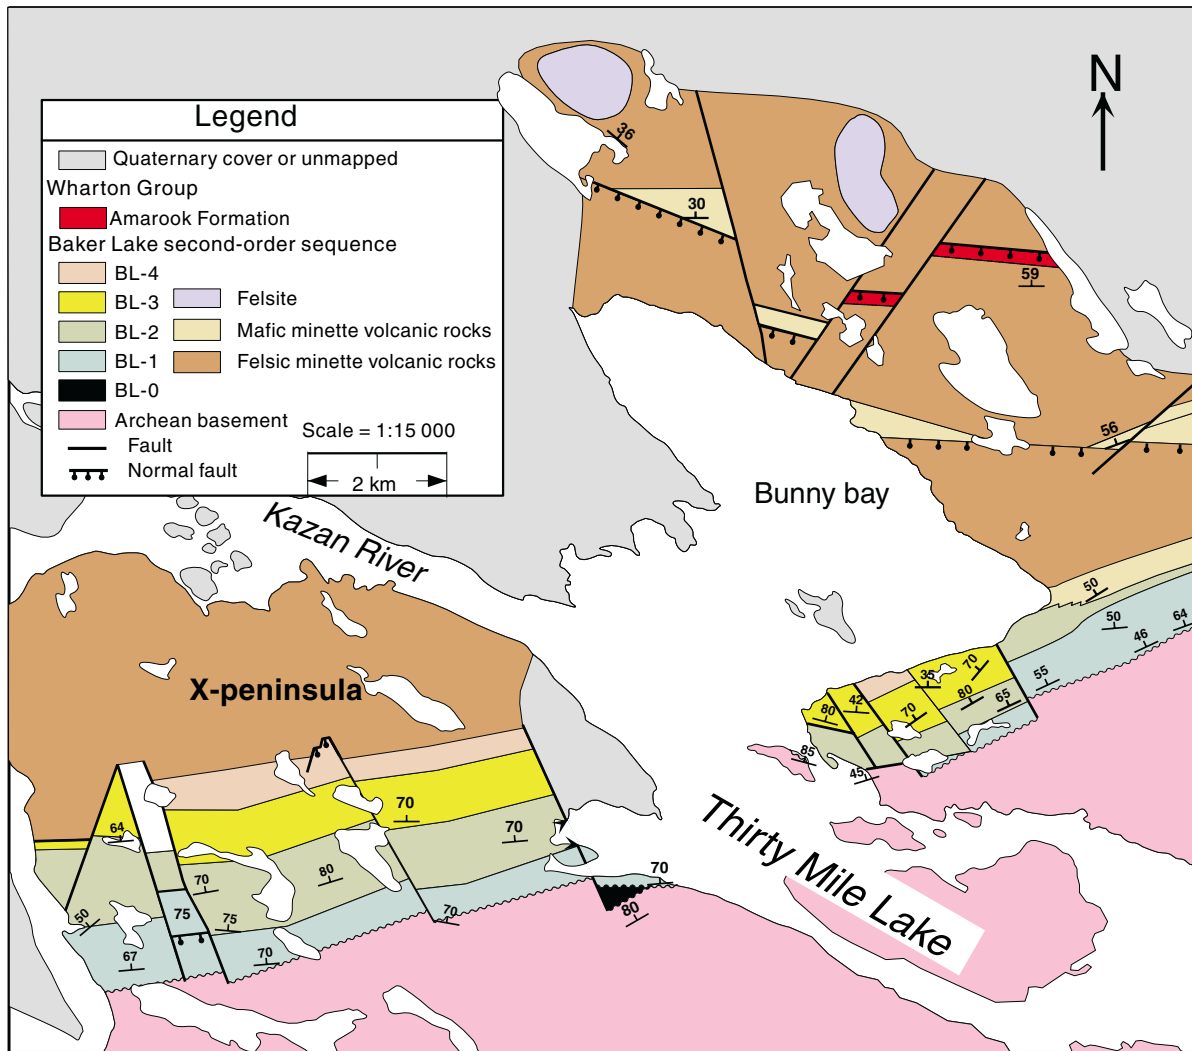 N
Legend
Quaternary cover or unmapped
Wharton Group
Amarook Formation
Baker Lake second-order sequence
BL-4
BL-3
Felsite
BL-2
Mafic minette volcanic rocks
BL-1
Felsic minette volcanic rocks
BL-0
Archean basement
Scale = 1:15 000
Fault
Normal fault
2 km
36
30
59
56
Bunny bay
Kazan River
50
50
46
64
X-peninsula
70
35
42
80
80
70
65
55
85
45
Thirty Mile Lake
64
70
70
80
70
75
75
50
67
70
70
70
80